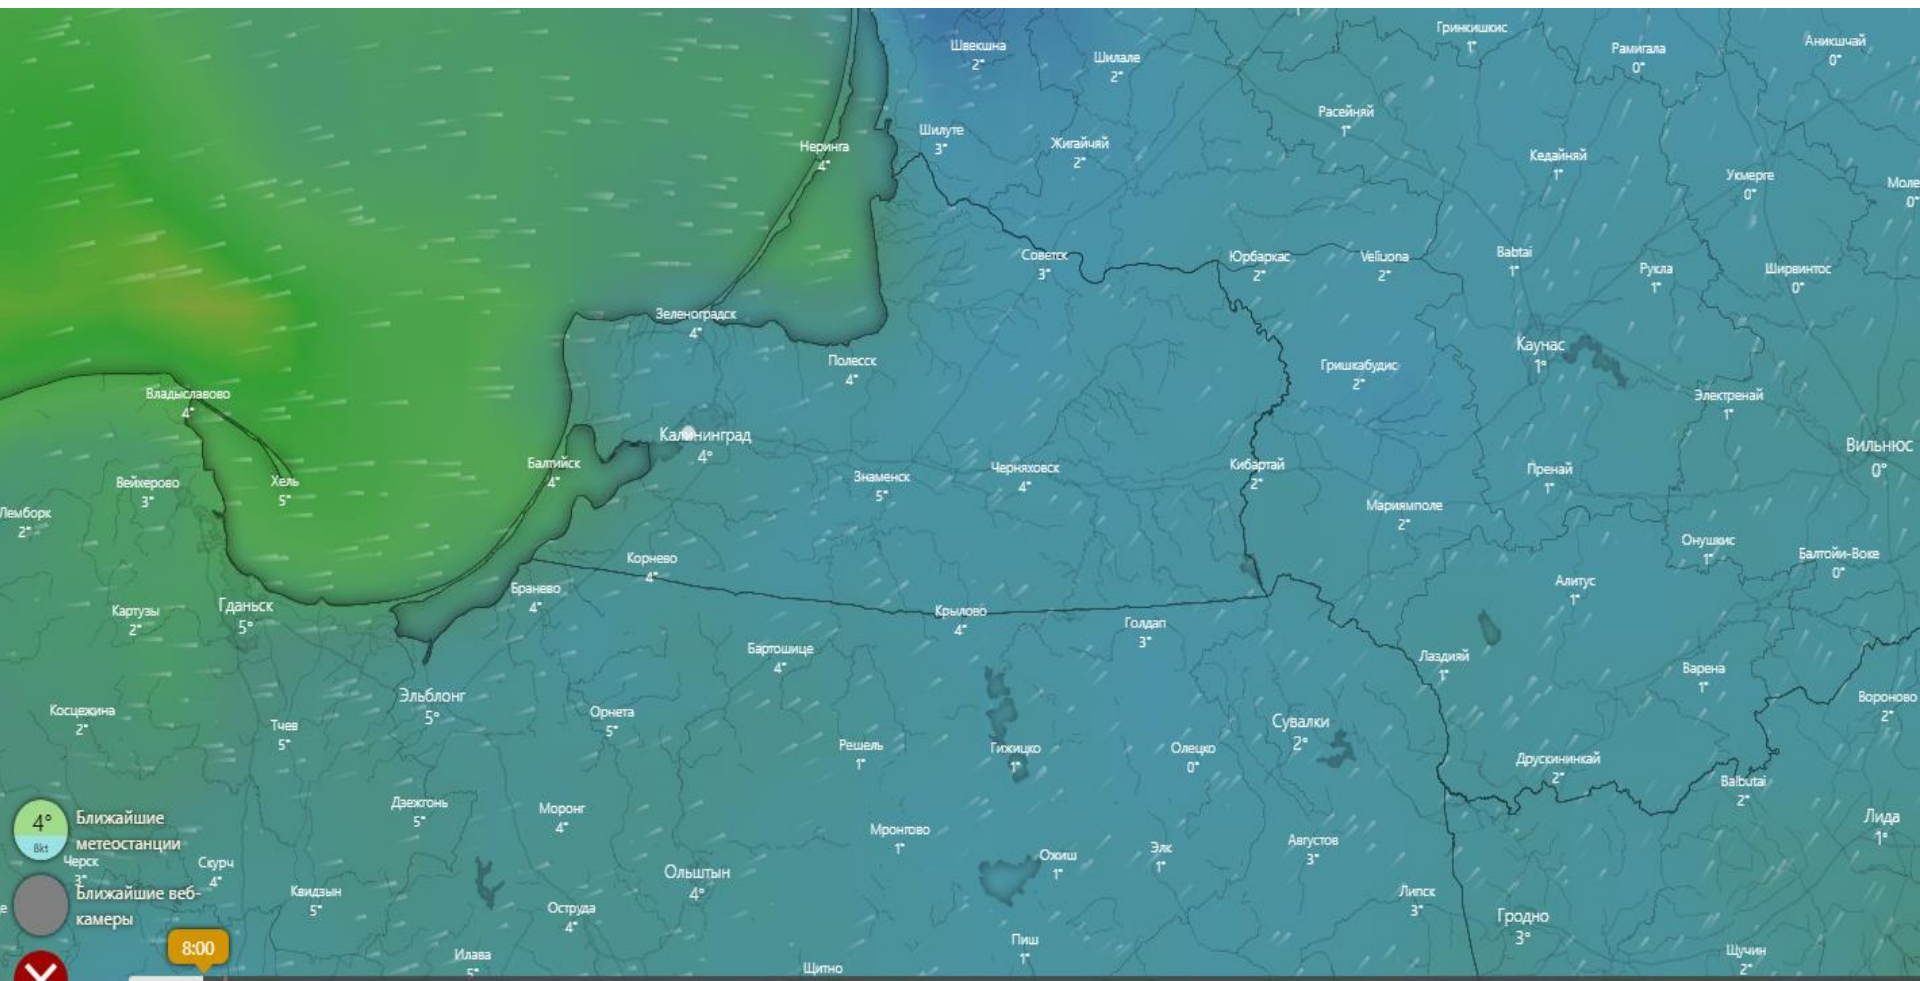 Гринкишкис
1°
Аникшчай
0°
Швекшна
2°
Рамигала
0°
Шилале
2°
Расейняй
1°
Шилуте
3°
Жигайчяй
2°
Неринга
4°
Кедайняй
1°
Укмерге
0°
Моле
0°
Советск
3°
Юрбаркас
2°
Veliuona
2°
Babtai
1°
Рукла
1°
Ширвинтос
0°
Зеленоградск
4°
Каунас
1°
Полесск
4°
Гришкабудис
2°
Владыславово
4°
Электренай
1°
Калининград
4°
Вильнюс
0°
Балтийск
4°
Черняховск
4°
Кибартай
2°
Пренай
1°
Вейхерово
3°
Хель
5°
Знаменск
5°
Лемборк
2°
Мариямполе
2°
Онушкис
1°
Балтойи-Воке
0°
Корнево
4°
Бранево
4°
Алитус
1°
Картузы
2°
Гданьск
5°
Крылово
4°
Голдап
3°
Бартошице
4°
Лаздияй
1°
Варена
1°
Эльблонг
5°
Вороново
2°
Косцежина
2°
Тчев
5°
Орнета
5°
Сувалки
2°
Решель
1°
Гижицко
1°
Олецко
0°
Друскининкай
2°
Balbutai
2°
Дзежгонь
5°
Моронг
4°
4°
8kt
Ближайшие
метеостанции
Лида
1°
Мронгово
1°
Августов
3°
Ожиш
1°
Элк
1°
Черск
3°
Скурч
4°
Ольштын
4°
Квидзын
5°
Ближайшие веб-
камеры
Липск
3°
Оструда
4°
Гродно
3°
8:00
Пиш
1°
Илава
5°
Щитно
Щучин
2°